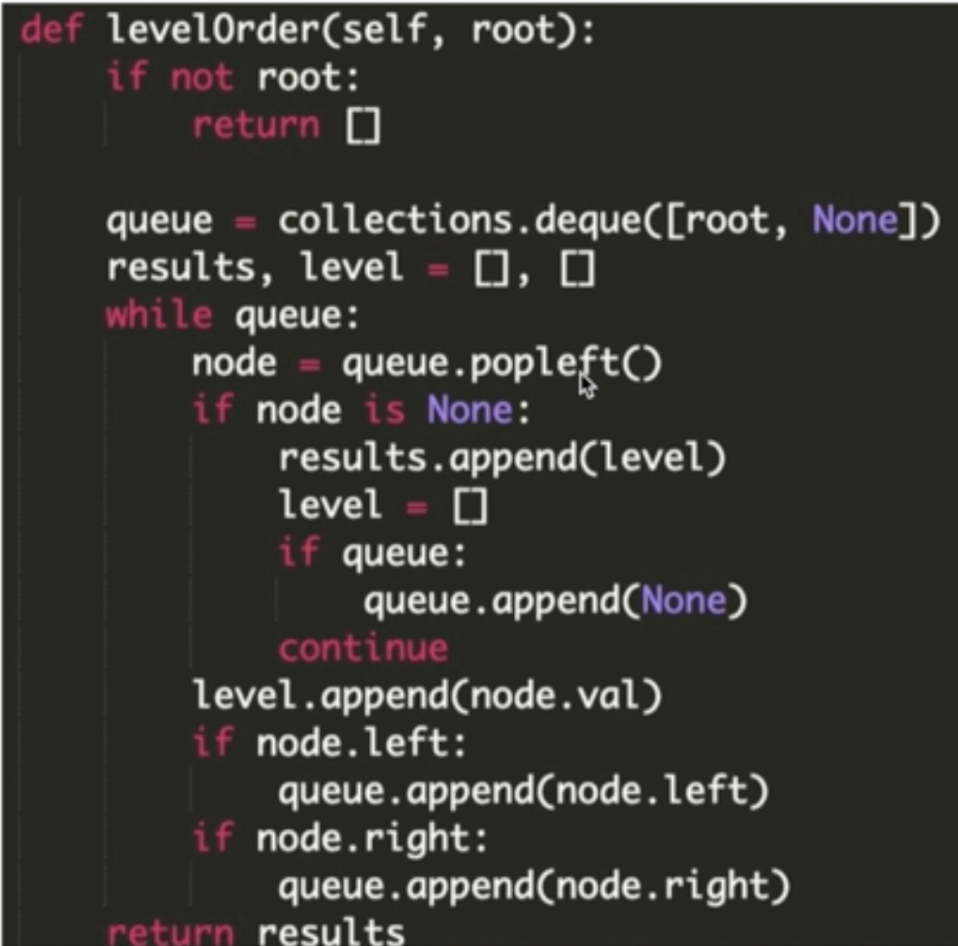 def levelOrder(self, root):
    if not root:
        return []

    queue = collections.deque([root, None])
    results, level = [], []
    while queue:
        node = queue.popleft()
        if node is None:
            results.append(level)
            level = []
            if queue:
                queue.append(None)
            continue
        level.append(node.val)
        if node.left:
            queue.append(node.left)
        if node.right:
            queue.append(node.right)
    return results